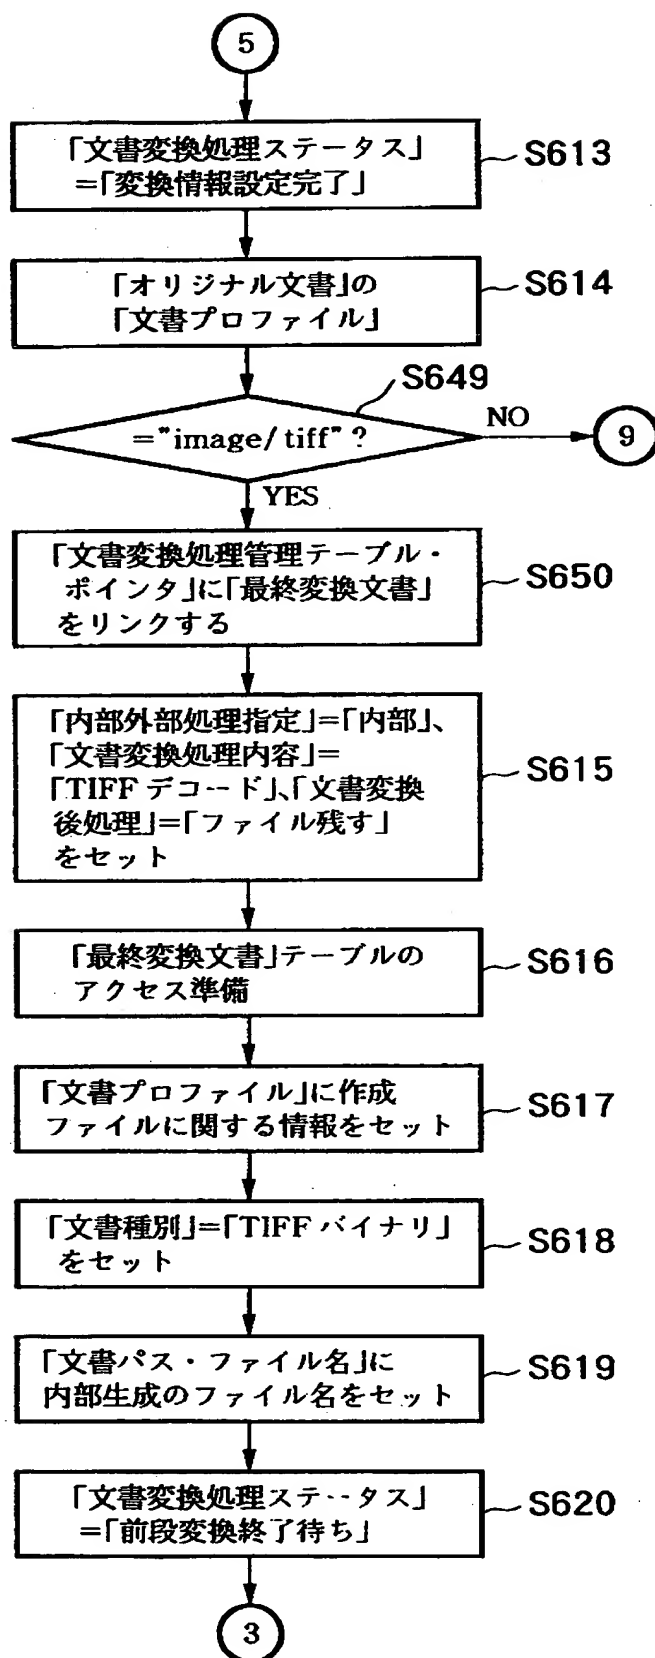 5
「文書変換処理ステータス」
=「変換情報設定完了」
S613
「オリジナル文書」の
「文書プロファイル」
S614
S649
="image/tiff"?
NO
9
YES
「文書変換処理管理テーブル・
ポインタ」に「最終変換文書」
をリンクする
S650
「内部外部処理指定」=「内部」、
「文書変換処理内容」=
「TIFF デコード」、「文書変換
後処理」=「ファイル残す」
をセット
S615
「最終変換文書」テーブルの
アクセス準備
S616
「文書プロファイル」に作成
ファイルに関する情報をセット
S617
「文書種別」=「TIFF バイナリ」
をセット
S618
「文書パス・ファイル名」に
内部生成のファイル名をセット
S619
「文書変換処理ステータス」
=「前段変換終了待ち」
S620
3